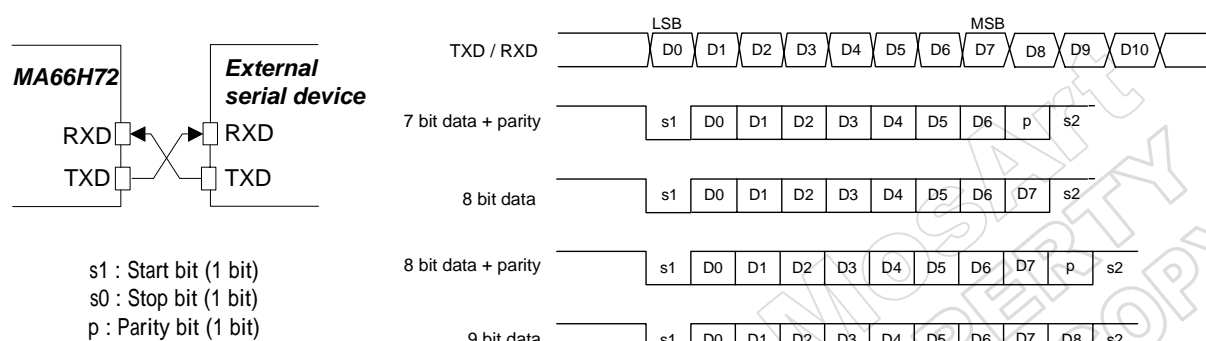 MA66H72
External
serial device
RXD RXD
TXD TXD
s1 : Start bit (1 bit)
s0 : Stop bit (1 bit)
p : Parity bit (1 bit)
LSB MSB
TXD / RXD D0 D1 D2 D3 D4 D5 D6 D7 D8 D9 D10
7 bit data + parity s1 D0 D1 D2 D3 D4 D5 D6 p s2
8 bit data s1 D0 D1 D2 D3 D4 D5 D6 D7 s2
8 bit data + parity s1 D0 D1 D2 D3 D4 D5 D6 D7 p s2
9 bit data s1 D0 D1 D2 D3 D4 D5 D6 D7 D8 s2
MosArt
PERTY
COPY